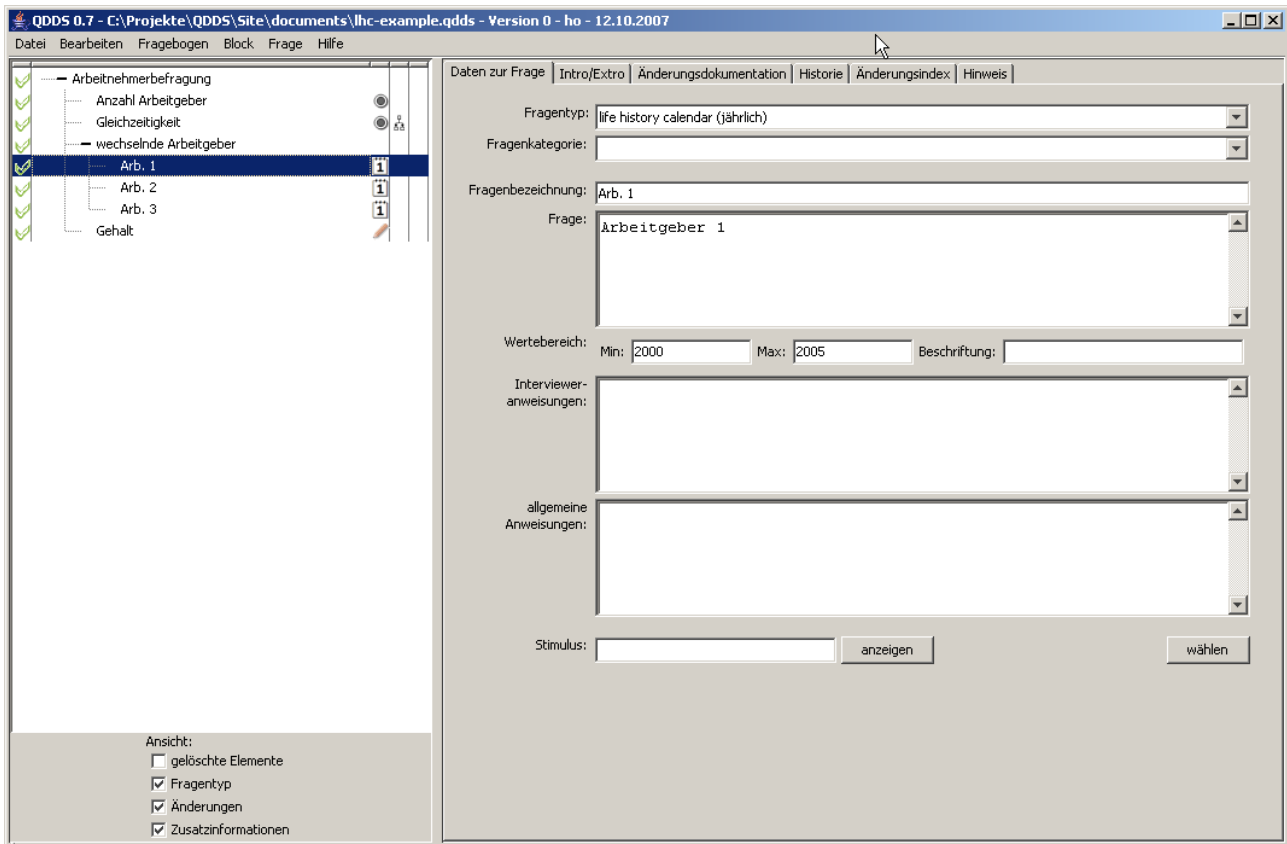 QDDS 0.7 - C:\Projekte\QDDS\Site\documents\lhc-example.qdds - Version 0 - ho - 12.10.2007
Datei Bearbeiten Fragebogen Block Frage Hilfe
Arbeitnehmerbefragung
Anzahl Arbeitgeber
Gleichzeitigkeit
wechselnde Arbeitgeber
Arb. 1 1
Arb. 2 1
Arb. 3 1
Gehalt
Ansicht:
gelöschte Elemente
Fragentyp
Änderungen
Zusatzinformationen
Daten zur Frage Intro/Extro Änderungsdokumentation Historie Änderungsindex Hinweis
Fragentyp: life history calendar (jährlich)
Fragenkategorie:
Fragenbezeichnung: Arb. 1
Frage: Arbeitgeber 1
Wertebereich: Min: 2000 Max: 2005 Beschriftung:
Interviewer-
anweisungen:
allgemeine
Anweisungen:
Stimulus: anzeigen wählen